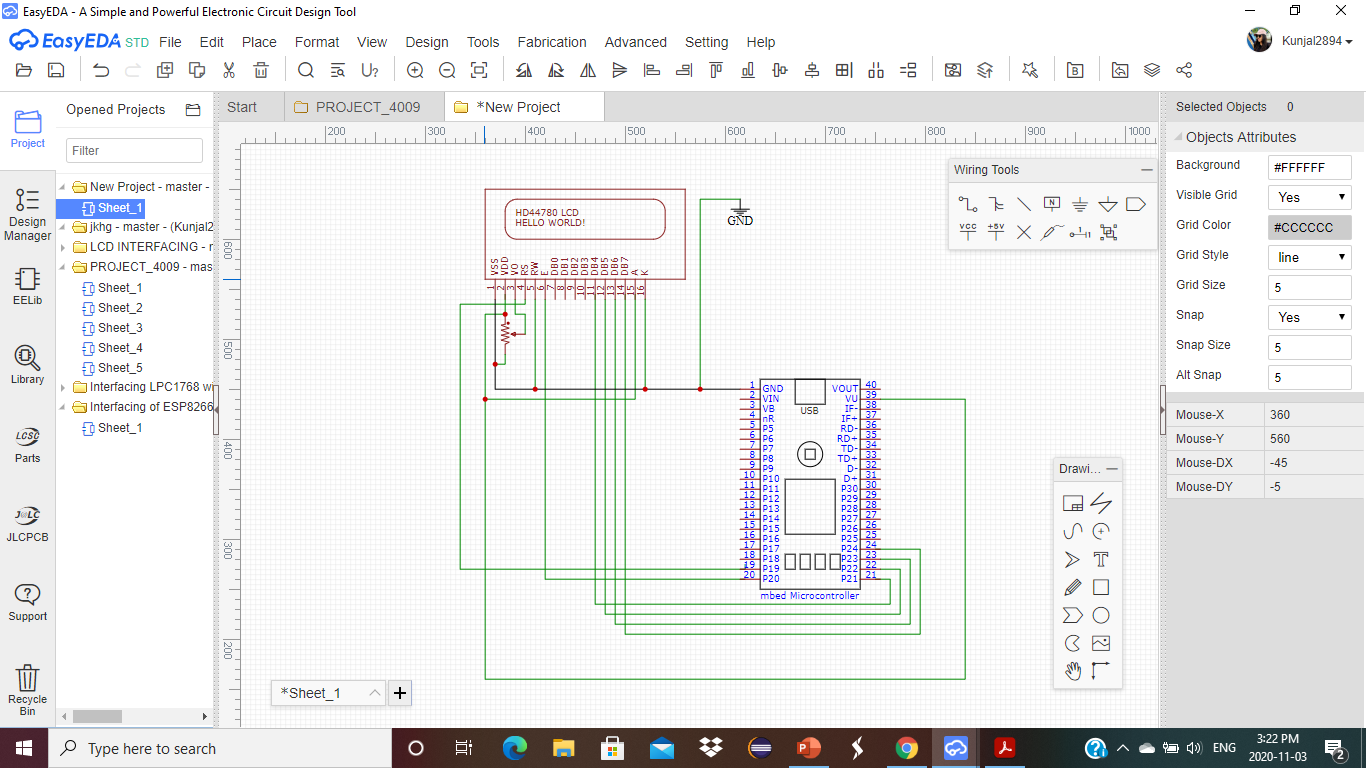 EasyEDA - A Simple and Powerful Electronic Circuit Design Tool
EasyEDA STD File Edit Place Format View Design Tools Fabrication Advanced Setting Help Kunjal2894
Opened Projects
Start PROJECT_4009 *New Project
Selected Objects 0
Project
Filter
200 300 400 500 600 700 800 900 1000
Objects Attributes
Background #FFFFFF
Visible Grid Yes
Grid Color #CCCCCC
Grid Style line
Grid Size 5
Snap Yes
Snap Size 5
Alt Snap 5
Mouse-X 360
Mouse-Y 560
Mouse-DX -45
Mouse-DY -5
New Project - master -
Sheet_1
jkhg - master - (Kunjal2
LCD INTERFACING - r
PROJECT_4009 - mas
Sheet_1
Sheet_2
Sheet_3
Sheet_4
Sheet_5
Interfacing LPC1768 wi
Interfacing of ESP8266
Sheet_1
Design
Manager
EELib
Library
LCSC
Parts
J@LC
JLCPCB
Support
Recycle
Bin
600
500
400
300
200
Wiring Tools
N
VCC +5V
HD44780 LCD
HELLO WORLD!
VSS VDD VO RS RW E DB0 DB1 DB2 DB3 DB4 DB5 DB6 DB7 A K
1 2 3 4 5 6 7 8 9 10 11 12 13 14 15 16
GND
1 GND VOUT 40
2 VIN VU 39
3 VB IF- 38
4 nR IF+ 37
5 P5 RD- 36
6 P6 RD+ 35
7 P7 TD- 34
8 P8 TD+ 33
9 P9 D- 32
10 P10 D+ 31
11 P11 P30 30
12 P12 P29 29
13 P13 P28 28
14 P14 P27 27
15 P15 P26 26
16 P16 P25 25
17 P17 P24 24
18 P18 P23 23
19 P19 P22 22
20 P20 P21 21
USB
mbed Microcontroller
Drawi...
T
*Sheet_1
Type here to search
ENG
3:22 PM
2020-11-03
2